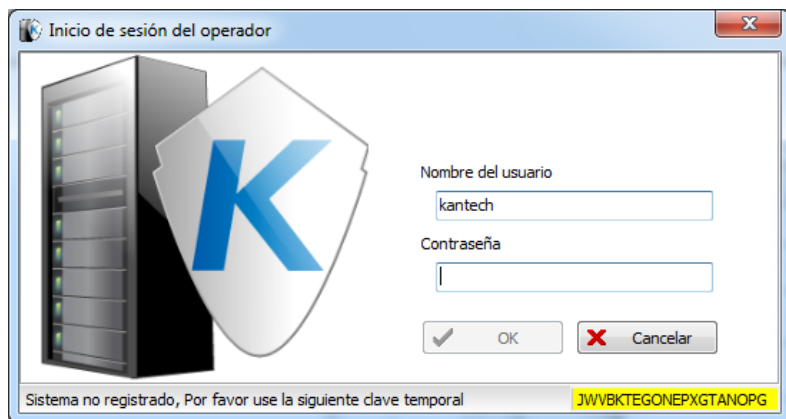 Inicio de sesión del operador
K
Nombre del usuario
kantech
Contraseña
OK
Cancelar
Sistema no registrado, Por favor use la siguiente clave temporal JWVBKTEGONEPXGTANOPG